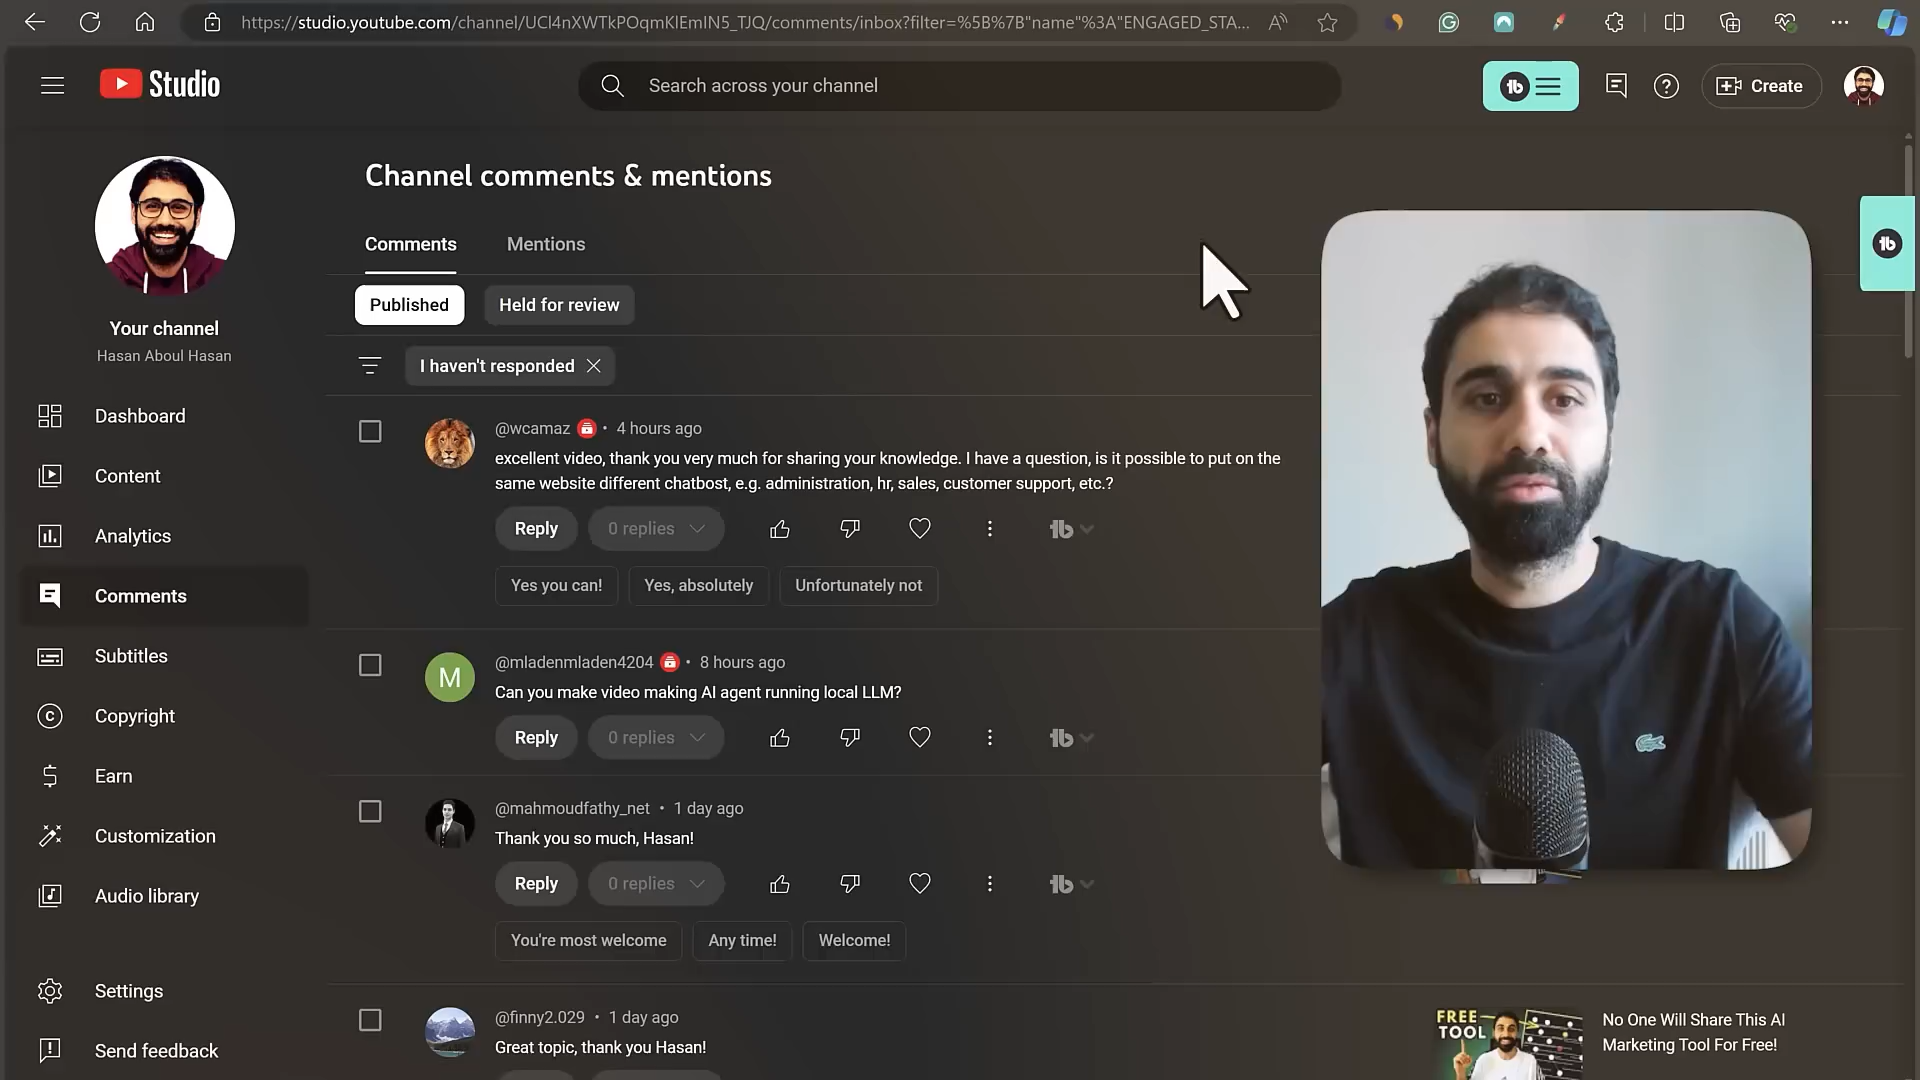 https://studio.youtube.com/channel/UCl4nXWTkPOqmKlEmIN5_TJQ/comments/inbox?filter=%5B%7B"name"%3A"ENGAGED_STA...
Studio
Search across your channel
Create
Your channel
Hasan Aboul Hasan
Dashboard
Content
Analytics
Comments
Subtitles
Copyright
Earn
Customization
Audio library
Settings
Send feedback
Channel comments & mentions
Comments
Mentions
Published
Held for review
I haven't responded
@wcamaz • 4 hours ago
excellent video, thank you very much for sharing your knowledge. I have a question, is it possible to put on the
same website different chatbost, e.g. administration, hr, sales, customer support, etc.?
Reply
0 replies
Yes you can!
Yes, absolutely
Unfortunately not
M
@mladenmladen4204 • 8 hours ago
Can you make video making AI agent running local LLM?
Reply
0 replies
@mahmoudfathy_net • 1 day ago
Thank you so much, Hasan!
Reply
0 replies
You're most welcome
Any time!
Welcome!
@finny2.029 • 1 day ago
Great topic, thank you Hasan!
FREE
TOOL
No One Will Share This AI
Marketing Tool For Free!